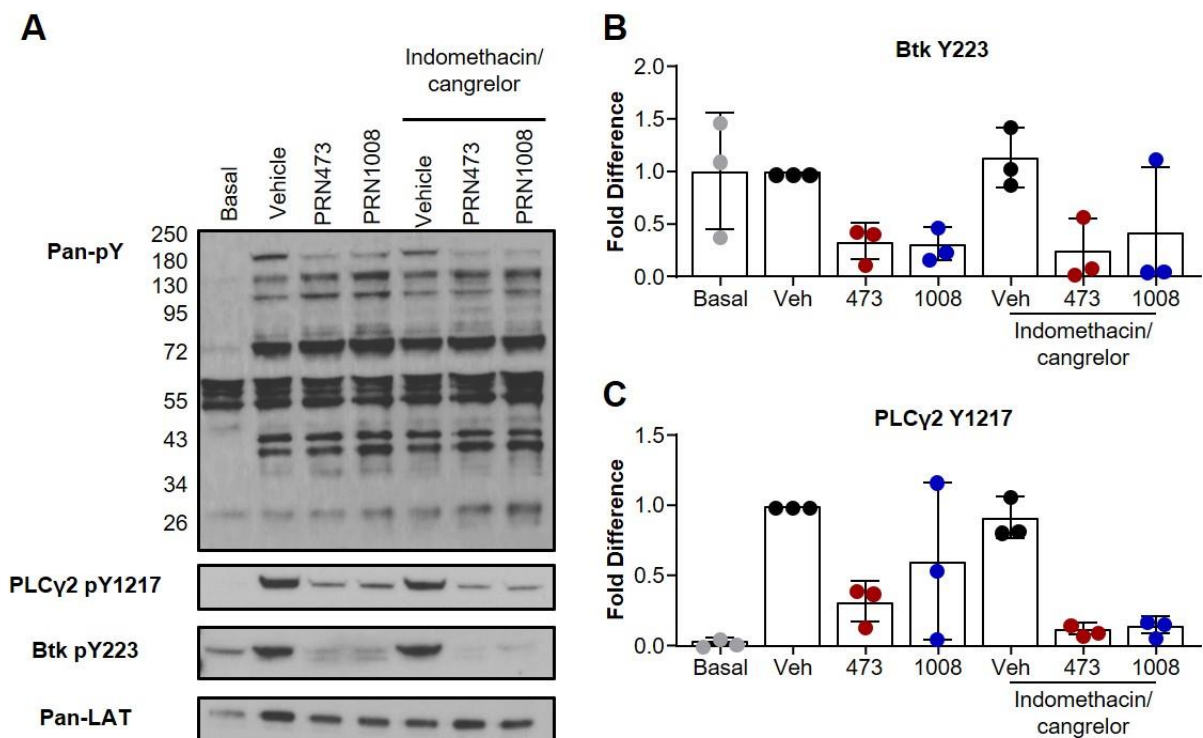 A
Indomethacin/
cangrelor
Basal
Vehicle
PRN473
PRN1008
Vehicle
PRN473
PRN1008
Pan-pY
250
180
130
95
72
55
43
34
26
PLCγ2 pY1217
Btk pY223
Pan-LAT
B
Btk Y223
Fold Difference
2.0
1.5
1.0
0.5
0.0
Basal Veh 473 1008 Veh 473 1008
Indomethacin/
cangrelor
C
PLCγ2 Y1217
Fold Difference
1.5
1.0
0.5
0.0
Basal Veh 473 1008 Veh 473 1008
Indomethacin/
cangrelor